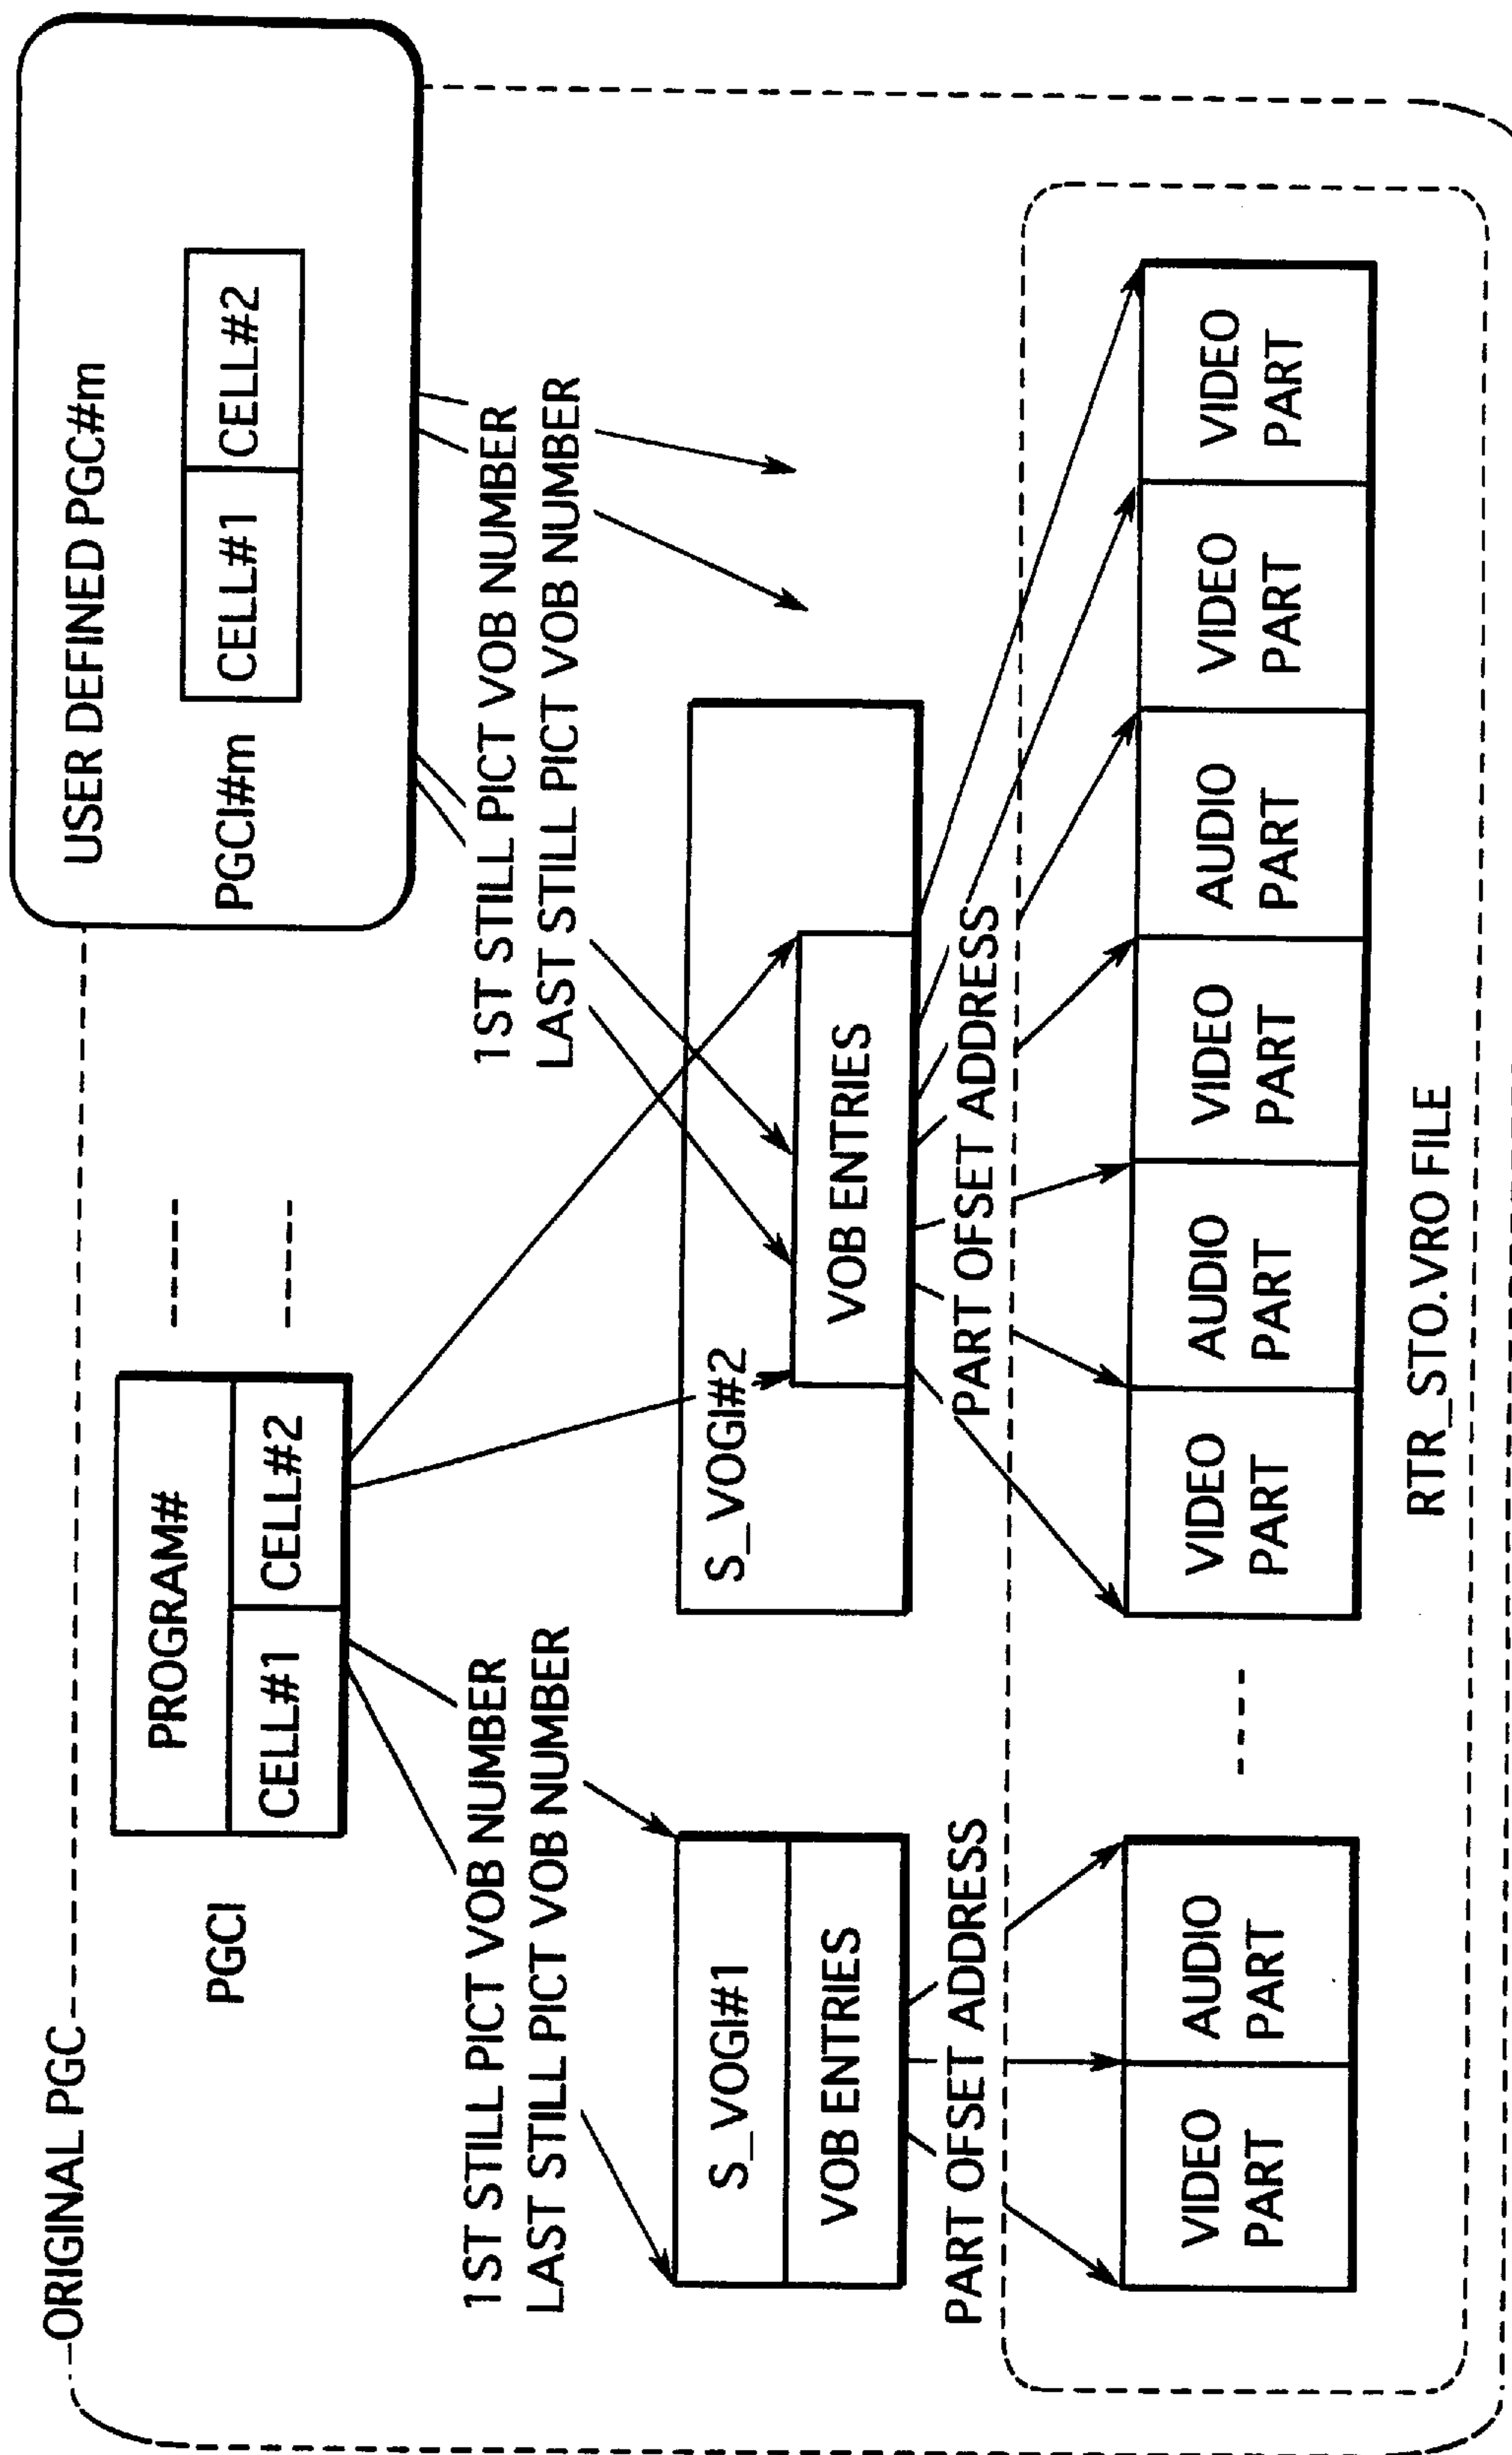 ORIGINAL PGC
USER DEFINED PGC#m
PGCI
PROGRAM#
CELL#1
CELL#2
PGCI#m
CELL#1
CELL#2
1ST STILL PICT VOB NUMBER
LAST STILL PICT VOB NUMBER
1ST STILL PICT VOB NUMBER
LAST STILL PICT VOB NUMBER
S_VOGI#1
VOB ENTRIES
S_VOGI#2
VOB ENTRIES
PART OFSET ADDRESS
PART OFSET ADDRESS
VIDEO
PART
AUDIO
PART
VIDEO
PART
AUDIO
PART
VIDEO
PART
AUDIO
PART
VIDEO
PART
VIDEO
PART
RTR_STO.VRO FILE